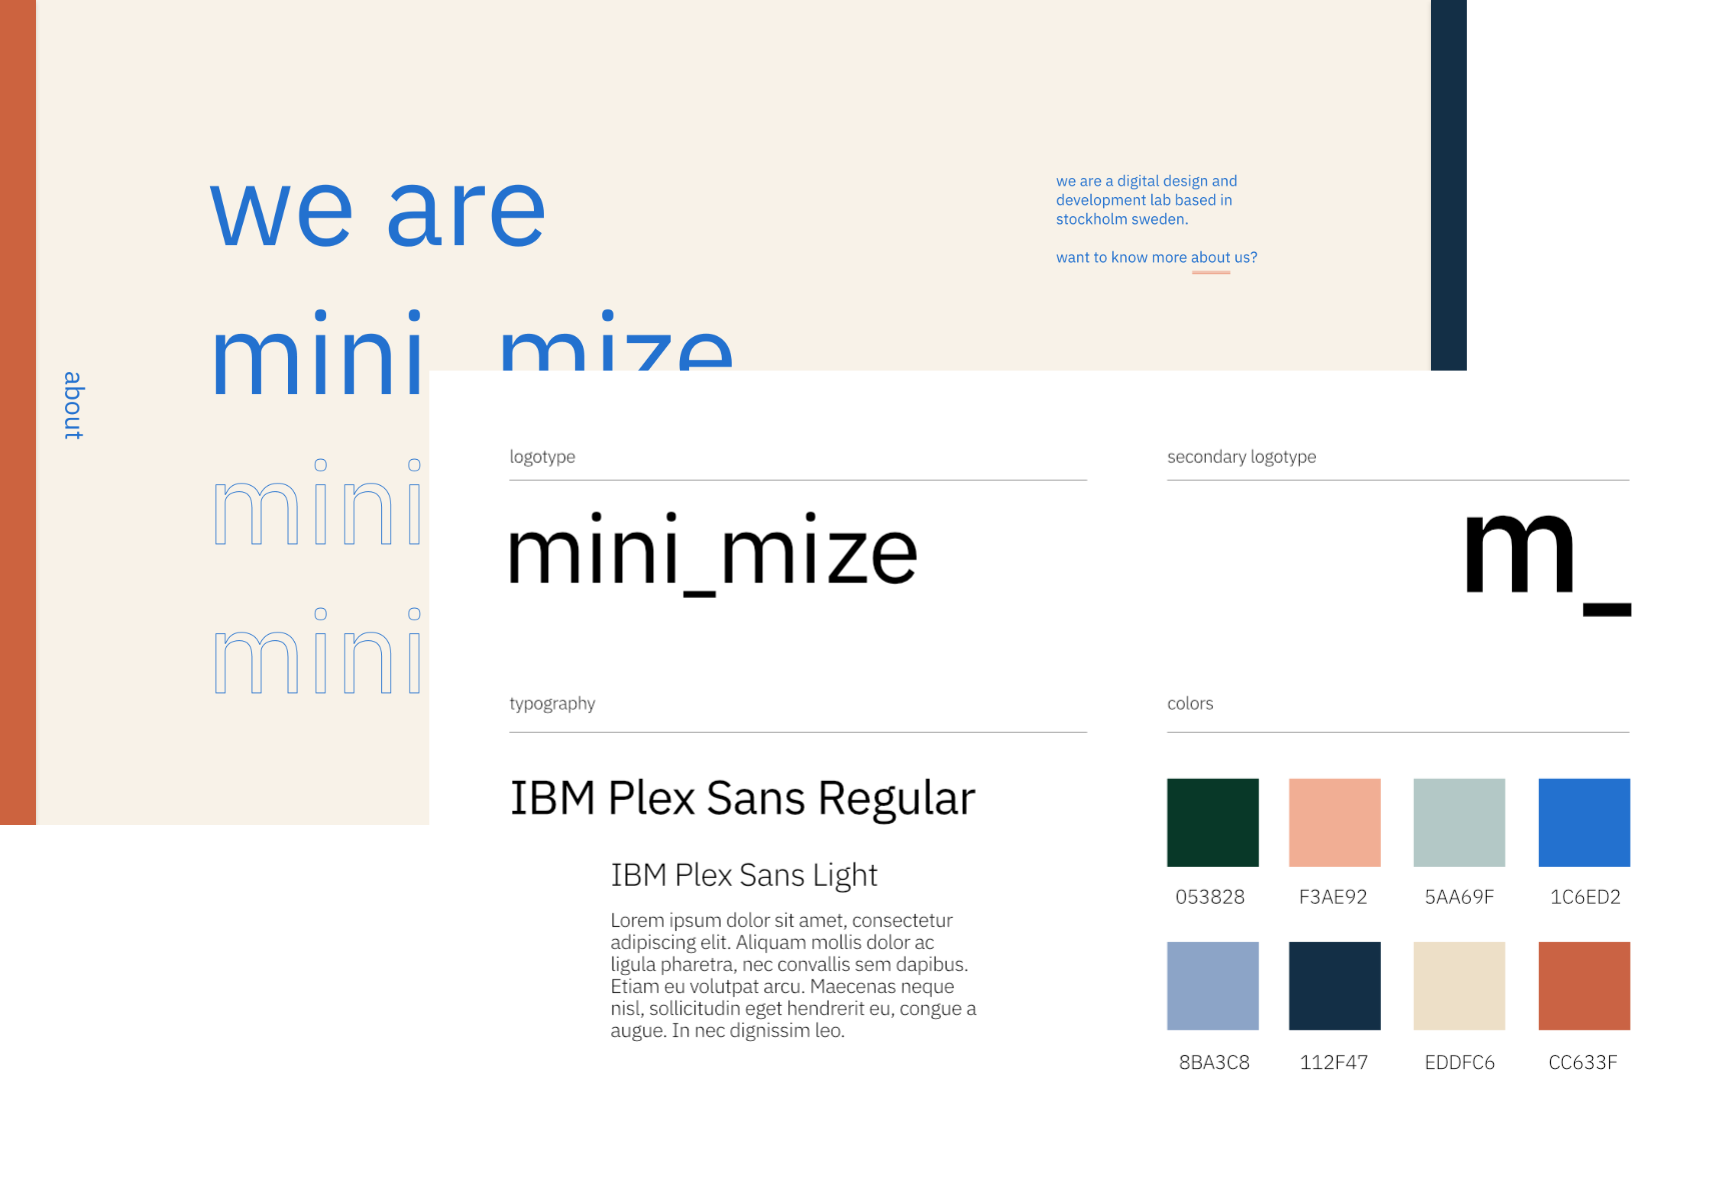 we are
mini_mize
mini
mini
about
we are a digital design and
development lab based in
stockholm sweden.
want to know more about us?
logotype
mini_mize
secondary logotype
m_
typography
IBM Plex Sans Regular
IBM Plex Sans Light
Lorem ipsum dolor sit amet, consectetur
adipiscing elit. Aliquam mollis dolor ac
ligula pharetra, nec convallis sem dapibus.
Etiam eu volutpat arcu. Maecenas neque
nisl, sollicitudin eget hendrerit eu, congue a
augue. In nec dignissim leo.
colors
053828 F3AE92 5AA69F 1C6ED2
8BA3C8 112F47 EDDFC6 CC633F